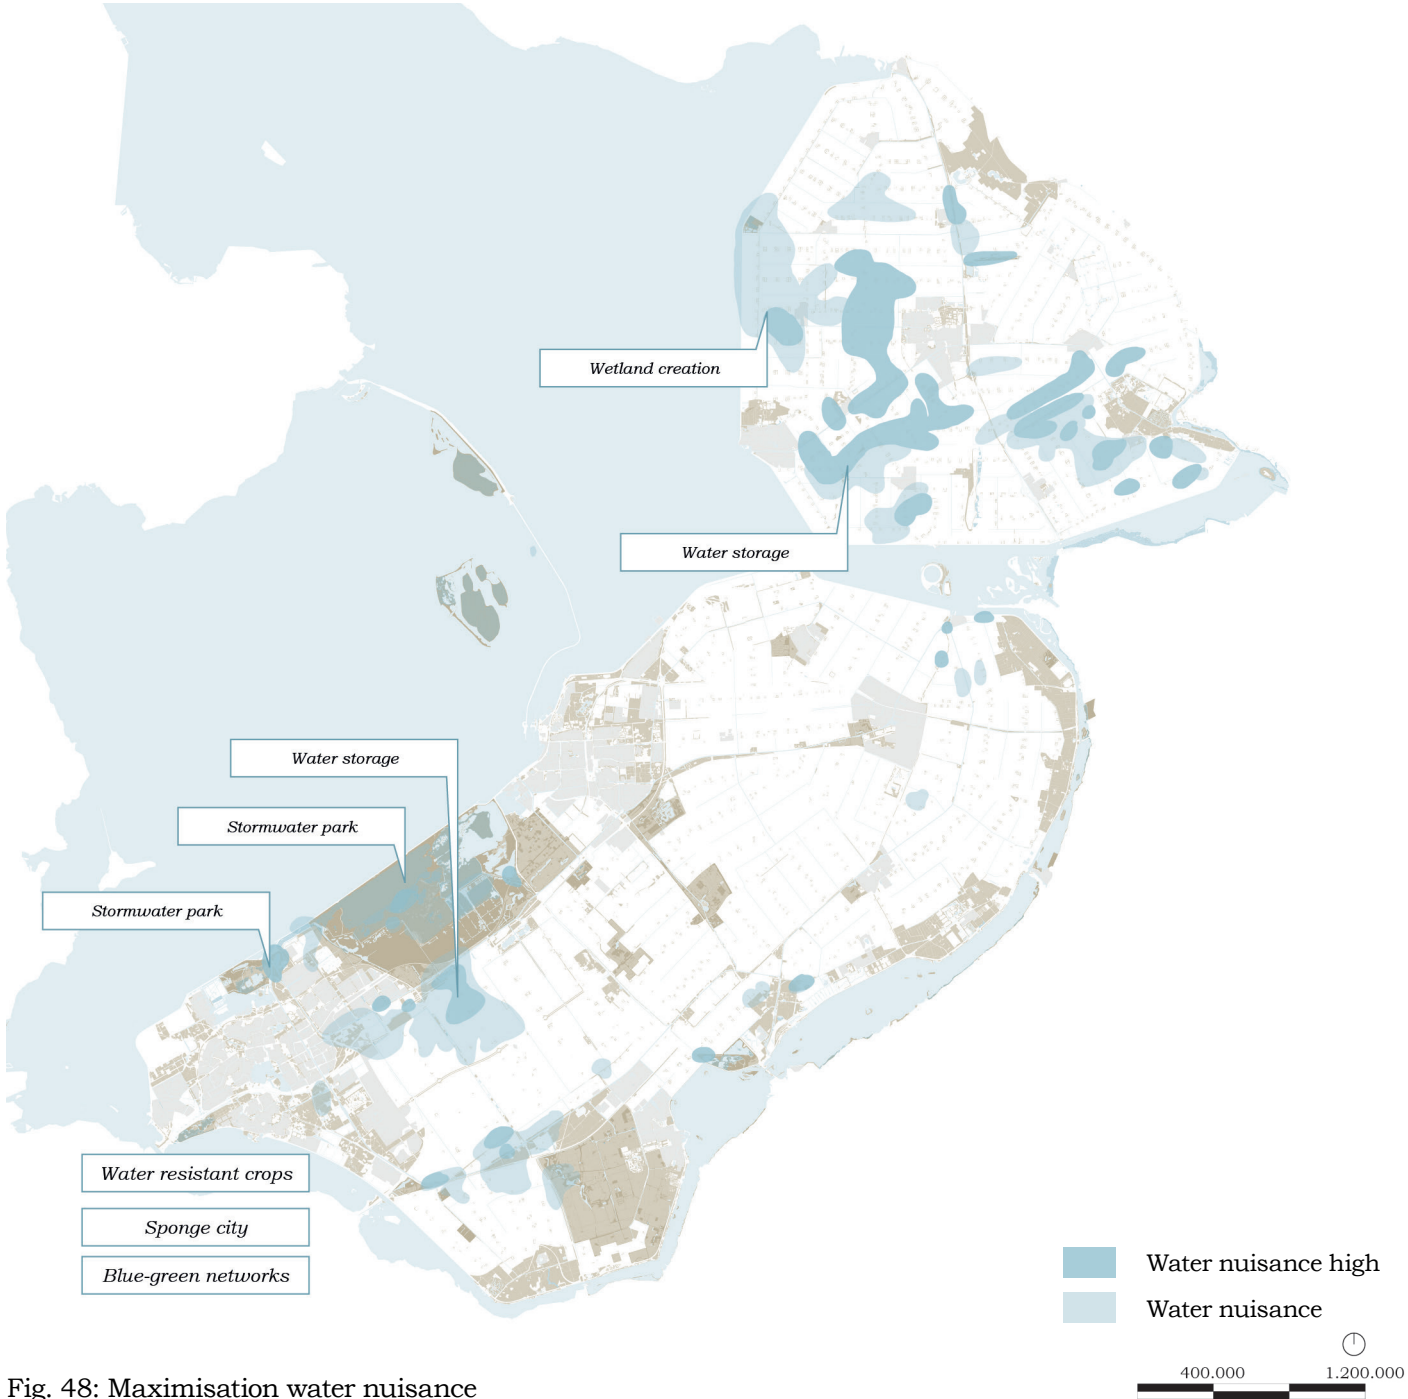 Wetland creation
Water storage
Water storage
Stormwater park
Stormwater park
Water resistant crops
Sponge city
Blue-green networks
Water nuisance high
Water nuisance
400.000
1.200.000
Fig. 48: Maximisation water nuisance